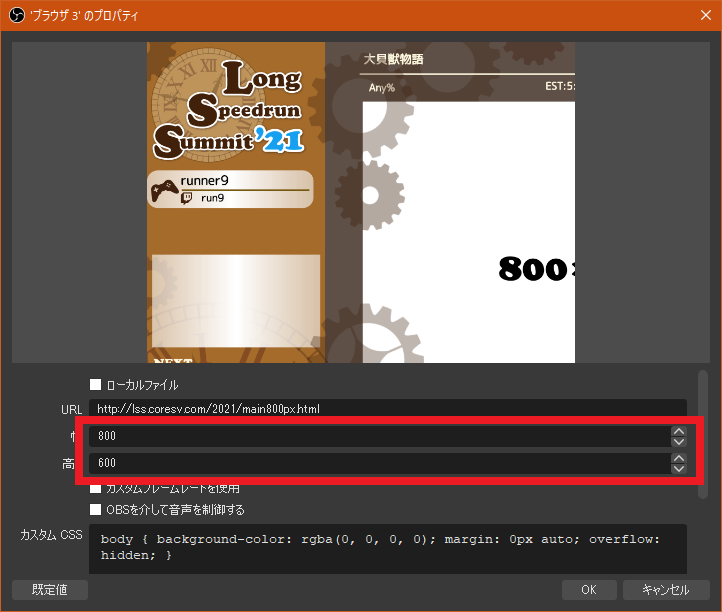 'ブラウザ 3' のプロパティ
Long
Speedrun
Summit'21
runner9
run9
NEXT
大貝獣物語
Any%
EST:5:
800×
ローカルファイル
URL
http://lss.coresv.com/2021/main800px.html
幅
800
高
600
カスタムフレームレートを使用
OBSを介して音声を制御する
カスタム CSS
body { background-color: rgba(0, 0, 0, 0); margin: 0px auto; overflow:
hidden; }
既定値
OK
キャンセル